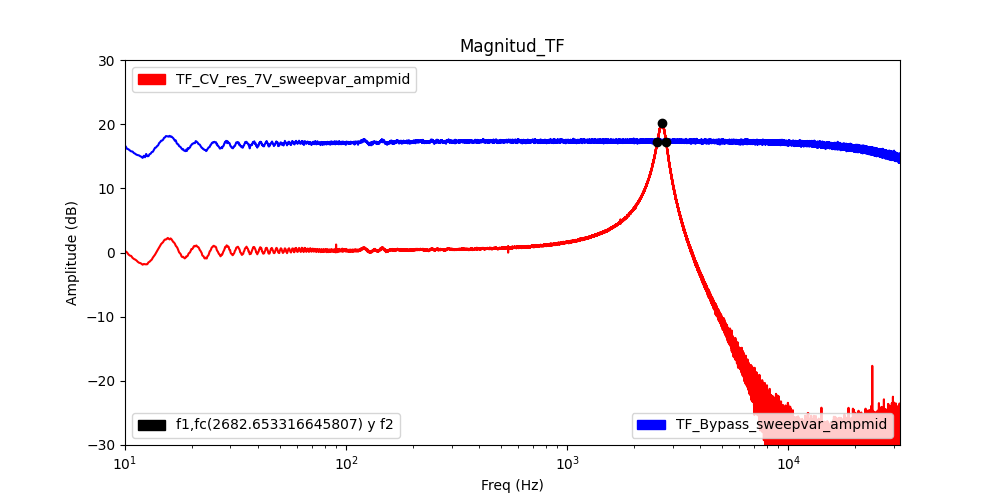 Magnitud_TF
TF_CV_res_7V_sweepvar_ampmid
30
20
10
0
−10
−20
−30
Amplitude (dB)
f1,fc(2682.653316645807) y f2
TF_Bypass_sweepvar_ampmid
10¹ 10² 10³ 10⁴
Freq (Hz)